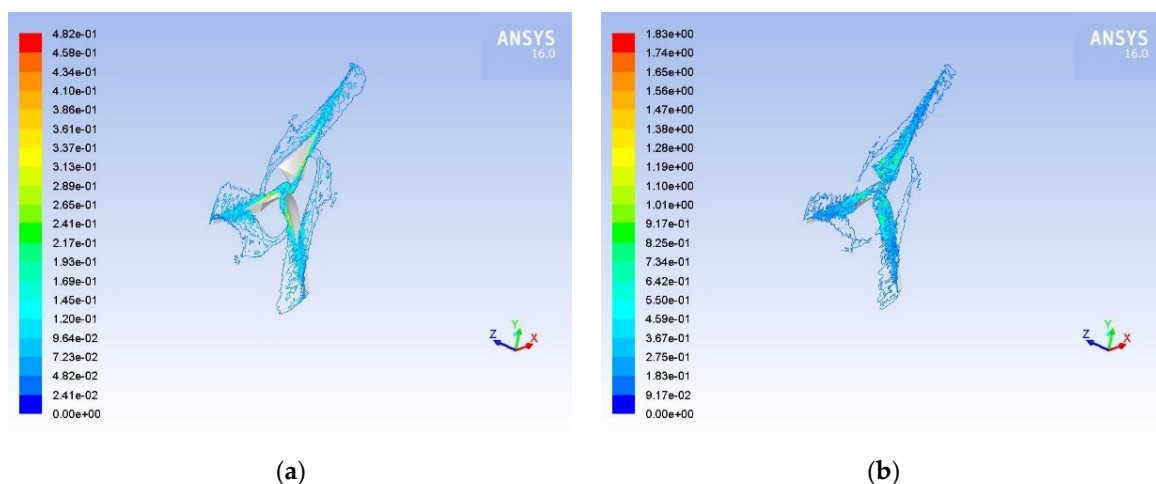 4.82e-01
4.58e-01
4.34e-01
4.10e-01
3.86e-01
3.61e-01
3.37e-01
3.13e-01
2.89e-01
2.65e-01
2.41e-01
2.17e-01
1.93e-01
1.69e-01
1.45e-01
1.20e-01
9.64e-02
7.23e-02
4.82e-02
2.41e-02
0.00e+00
ANSYS
16.0
Y
Z
X
(a)
1.83e+00
1.74e+00
1.65e+00
1.56e+00
1.47e+00
1.38e+00
1.28e+00
1.19e+00
1.10e+00
1.01e+00
9.17e-01
8.25e-01
7.34e-01
6.42e-01
5.50e-01
4.59e-01
3.67e-01
2.75e-01
1.83e-01
9.17e-02
0.00e+00
ANSYS
16.0
Y
Z
X
(b)